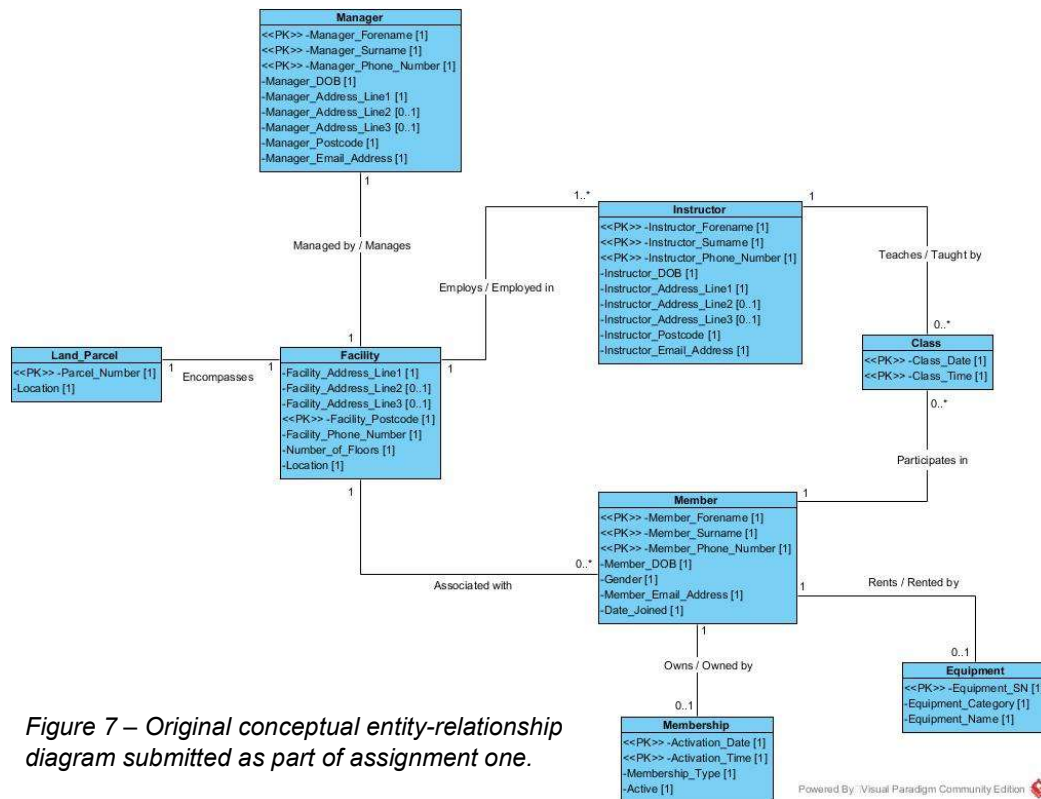 Manager
<<PK>> -Manager_Forename [1]
<<PK>> -Manager_Surname [1]
<<PK>> -Manager_Phone_Number [1]
-Manager_DOB [1]
-Manager_Address_Line1 [1]
-Manager_Address_Line2 [0..1]
-Manager_Address_Line3 [0..1]
-Manager_Postcode [1]
-Manager_Email_Address [1]
1
Managed by / Manages
1
1..*
Employs / Employed in
1
Instructor
<<PK>> -Instructor_Forename [1]
<<PK>> -Instructor_Surname [1]
<<PK>> -Instructor_Phone_Number [1]
-Instructor_DOB [1]
-Instructor_Address_Line1 [1]
-Instructor_Address_Line2 [0..1]
-Instructor_Address_Line3 [0..1]
-Instructor_Postcode [1]
-Instructor_Email_Address [1]
1
Teaches / Taught by
0..*
Land_Parcel
<<PK>> -Parcel_Number [1]
-Location [1]
1
Encompasses
1
Facility
-Facility_Address_Line1 [1]
-Facility_Address_Line2 [0..1]
-Facility_Address_Line3 [0..1]
<<PK>> -Facility_Postcode [1]
-Facility_Phone_Number [1]
-Number_of_Floors [1]
-Location [1]
Class
<<PK>> -Class_Date [1]
<<PK>> -Class_Time [1]
0..*
Participates in
1
1
Associated with
0..*
Member
<<PK>> -Member_Forename [1]
<<PK>> -Member_Surname [1]
<<PK>> -Member_Phone_Number [1]
-Member_DOB [1]
-Gender [1]
-Member_Email_Address [1]
-Date_Joined [1]
1
Rents / Rented by
0..1
1
Owns / Owned by
0..1
Equipment
<<PK>> -Equipment_SN [1]
-Equipment_Category [1]
-Equipment_Name [1]
Membership
<<PK>> -Activation_Date [1]
<<PK>> -Activation_Time [1]
-Membership_Type [1]
-Active [1]
Figure 7 – Original conceptual entity-relationship
diagram submitted as part of assignment one.
Powered By Visual Paradigm Community Edition